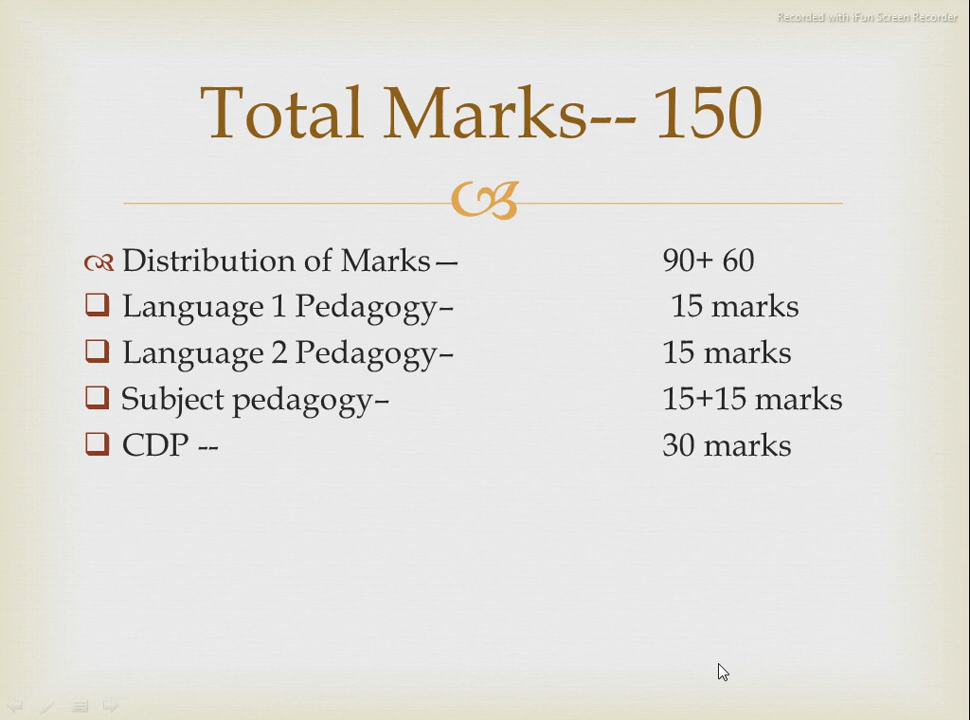 Recorded with iFun Screen Recorder
Total Marks-- 150
Distribution of Marks— 90+ 60
Language 1 Pedagogy– 15 marks
Language 2 Pedagogy– 15 marks
Subject pedagogy– 15+15 marks
CDP -- 30 marks